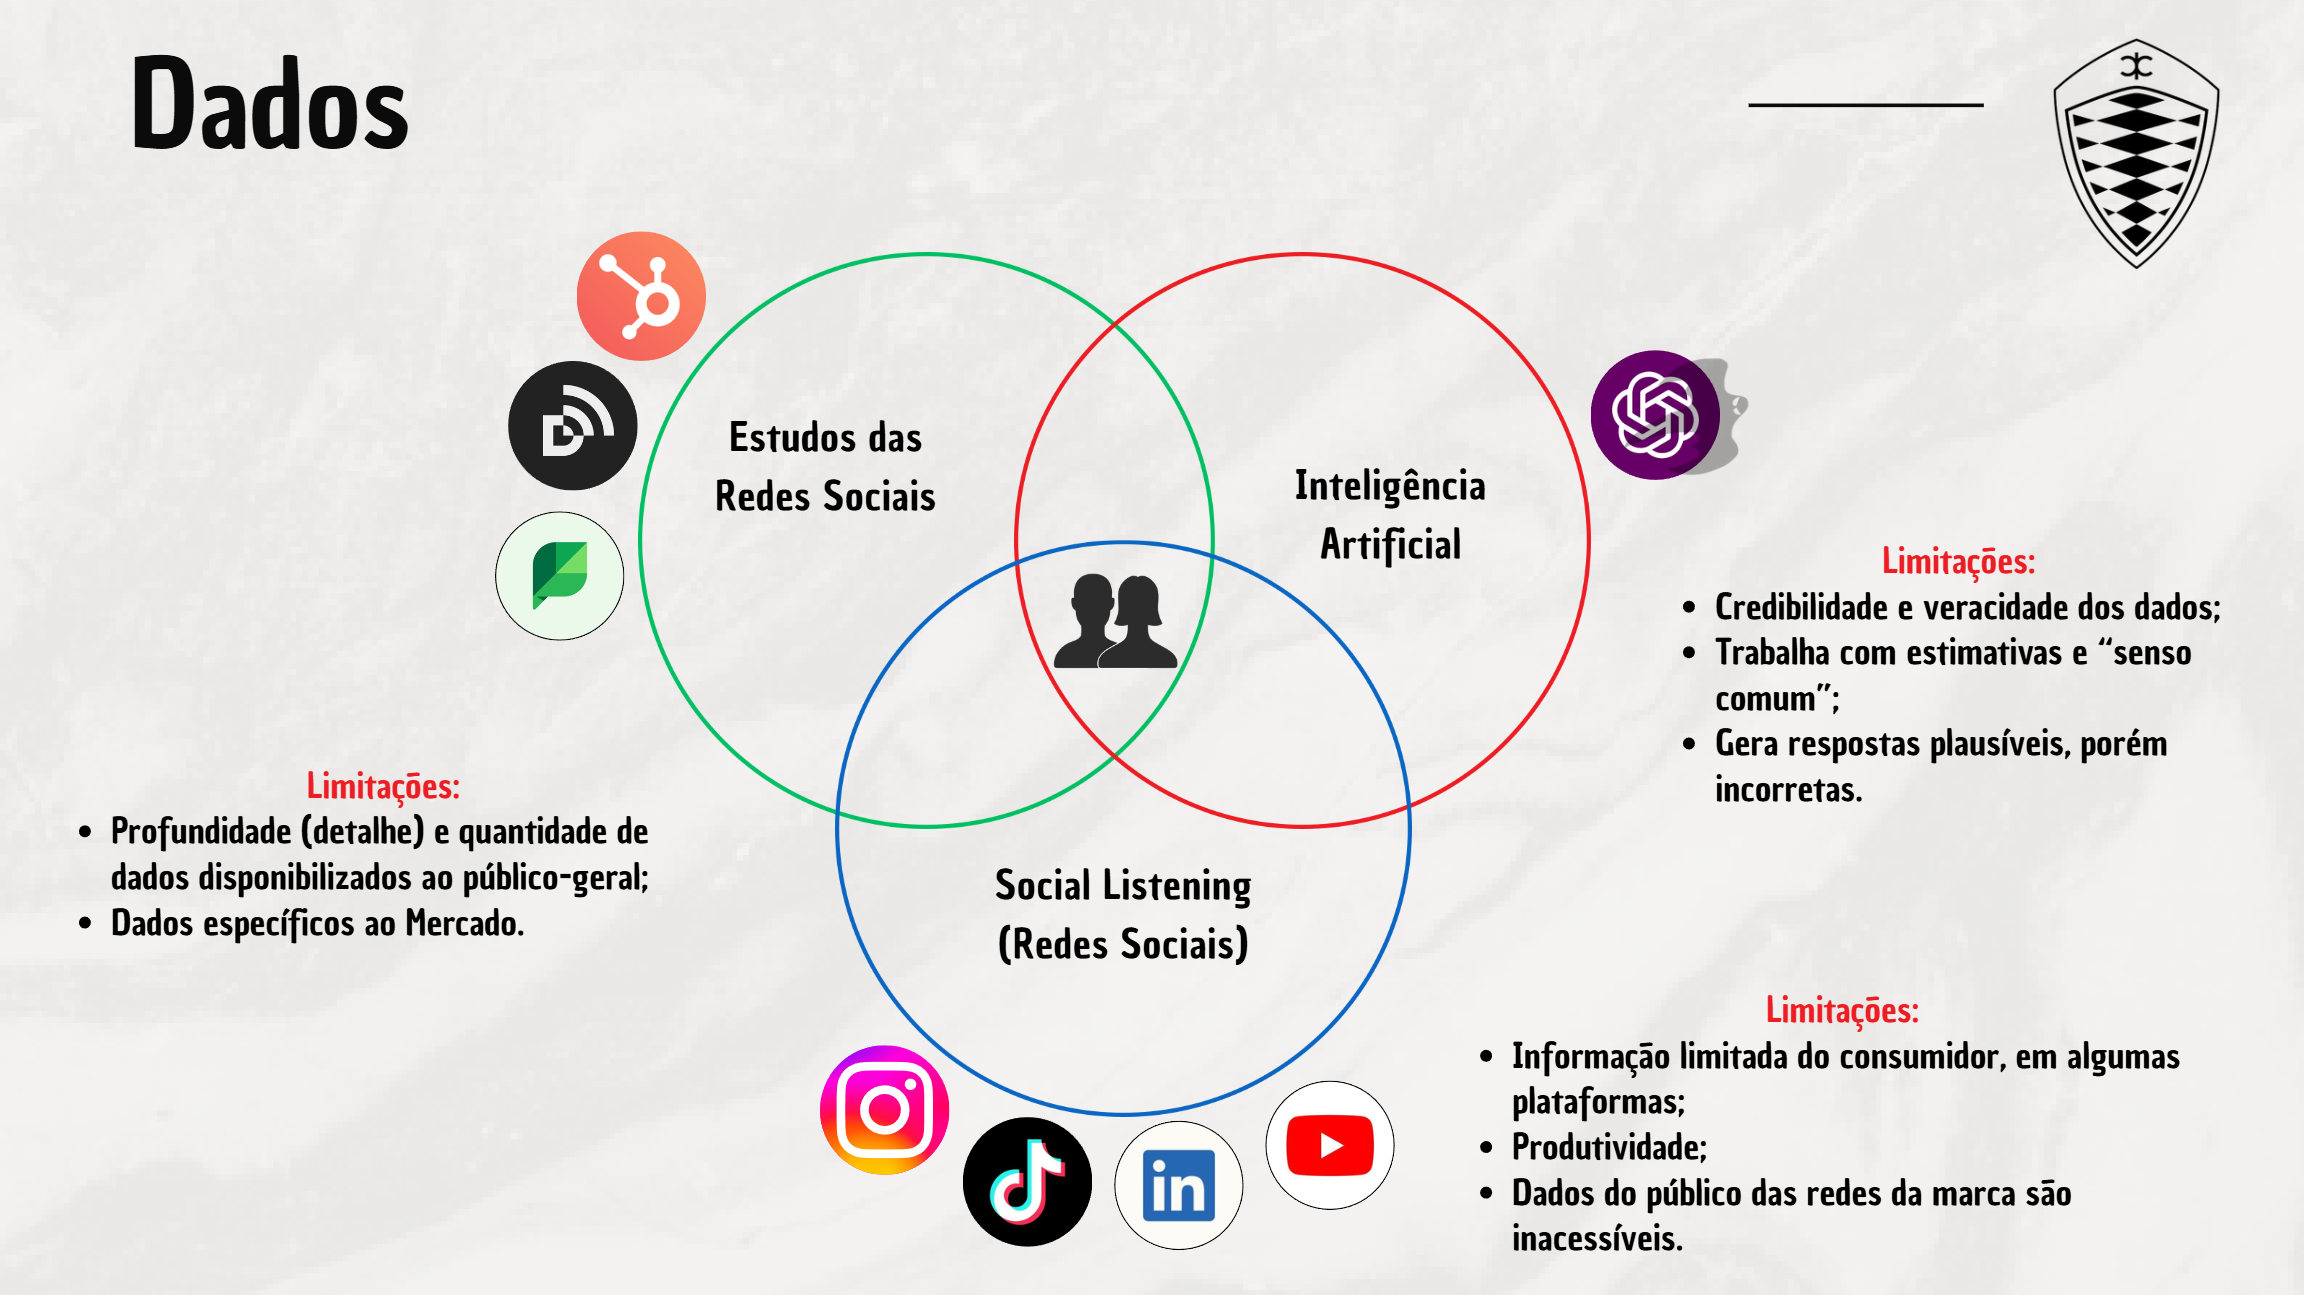 Dados
Estudos das
Redes Sociais
Inteligência
Artificial
Limitações:
• Credibilidade e veracidade dos dados;
• Trabalha com estimativas e “senso
comum”;
• Gera respostas plausíveis, porém
incorretas.
Limitações:
• Profundidade (detalhe) e quantidade de
dados disponibilizados ao público-geral;
• Dados específicos ao Mercado.
Social Listening
(Redes Sociais)
Limitações:
• Informação limitada do consumidor, em algumas
plataformas;
• Produtividade;
• Dados do público das redes da marca são
inacessíveis.
in